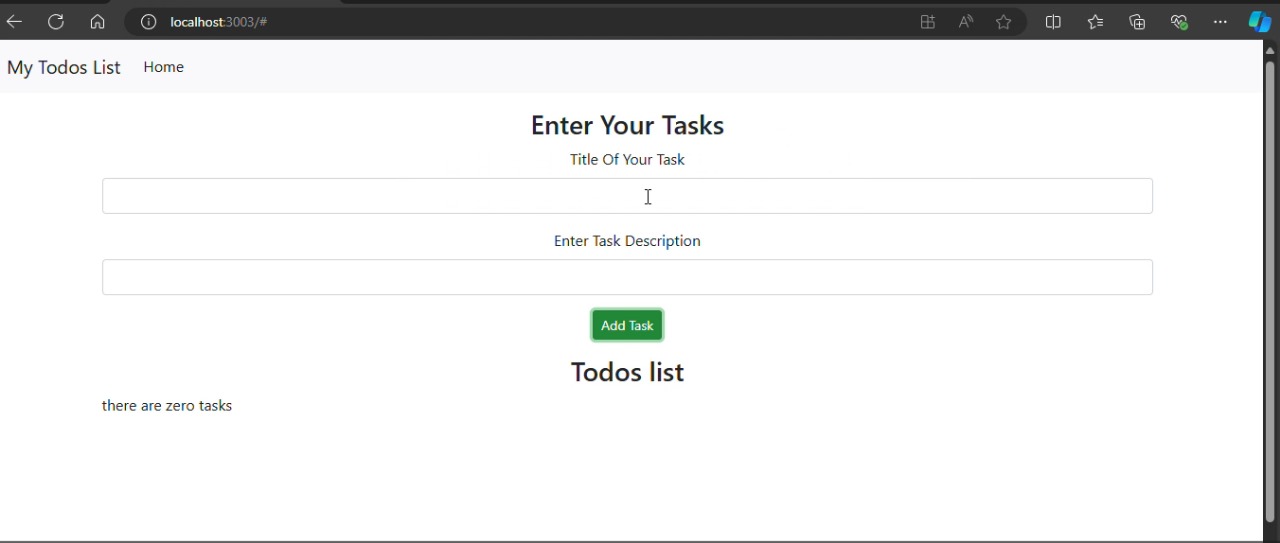 localhost:3003/#
My Todos List Home
Enter Your Tasks
Title Of Your Task
Enter Task Description
Add Task
Todos list
there are zero tasks